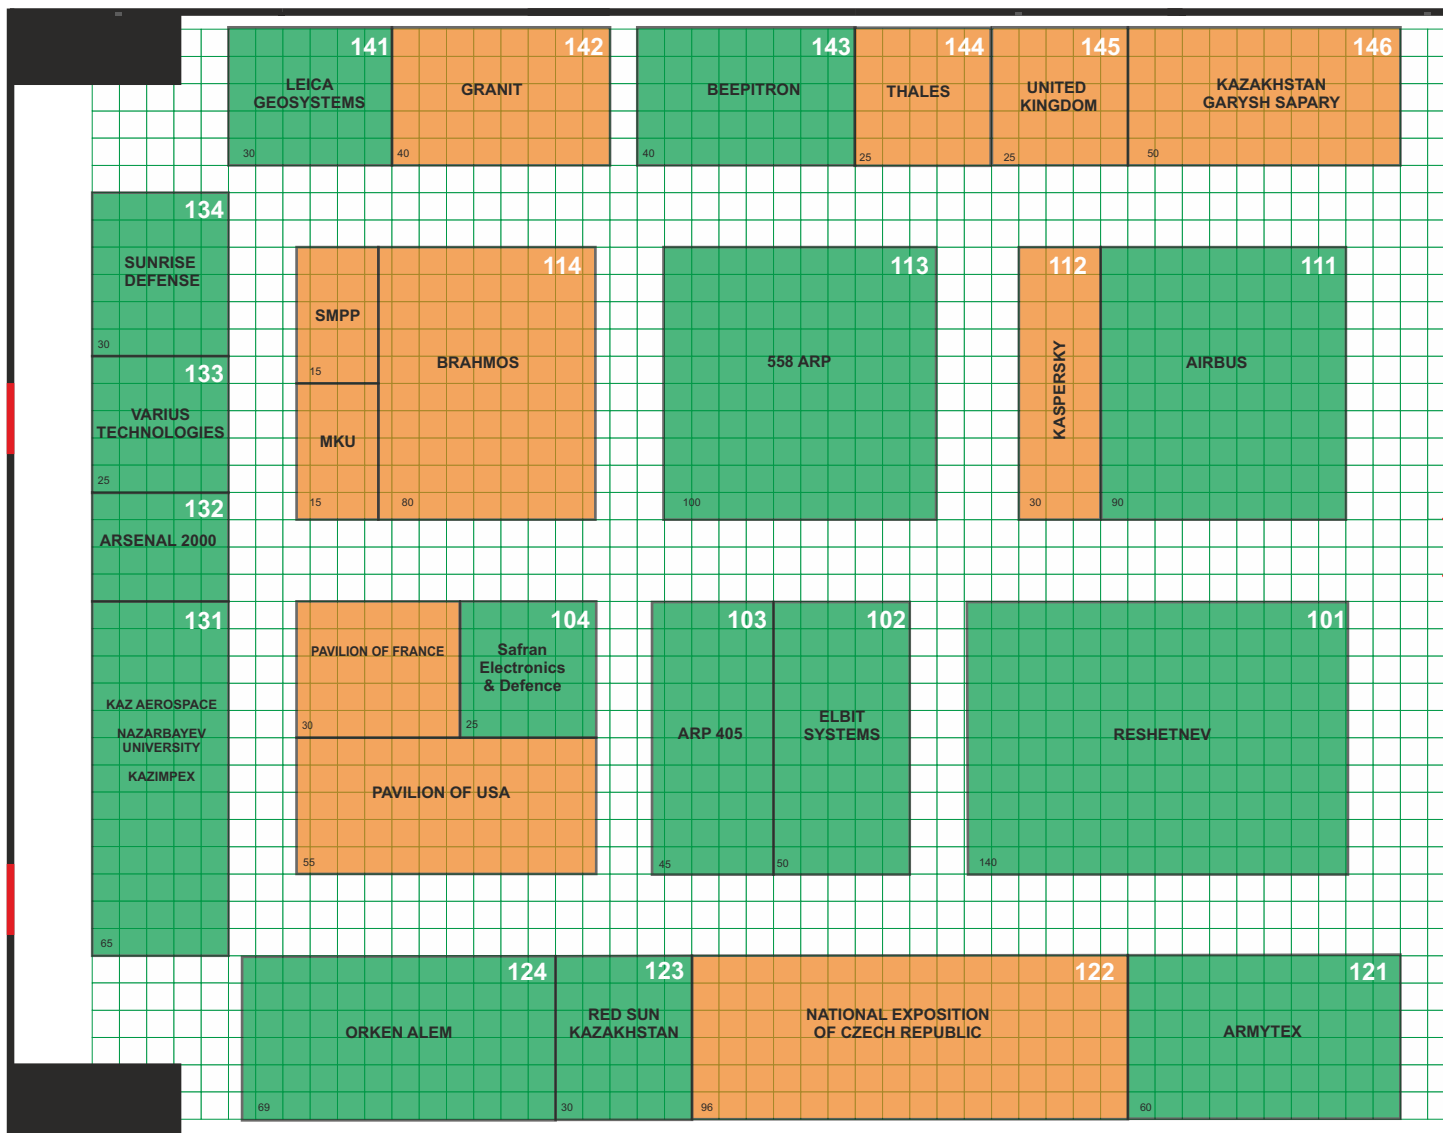 141
LEICA
GEOSYSTEMS
30
142
GRANIT
40
143
BEEPITRON
40
144
THALES
25
145
UNITED
KINGDOM
25
146
KAZAKHSTAN
GARYSH SAPARY
50
134
SUNRISE
DEFENSE
30
133
VARIUS
TECHNOLOGIES
25
132
ARSENAL 2000
131
KAZ AEROSPACE
NAZARBAYEV
UNIVERSITY
KAZIMPEX
65
114
SMPP
15
MKU
15
BRAHMOS
80
113
558 ARP
100
112
KASPERSKY
30
111
AIRBUS
90
104
PAVILION OF FRANCE
30
Safran
Electronics
& Defence
25
PAVILION OF USA
55
103
ARP 405
45
102
ELBIT
SYSTEMS
50
101
RESHETNEV
140
124
ORKEN ALEM
69
123
RED SUN
KAZAKHSTAN
30
122
NATIONAL EXPOSITION
OF CZECH REPUBLIC
96
121
ARMYTEX
60